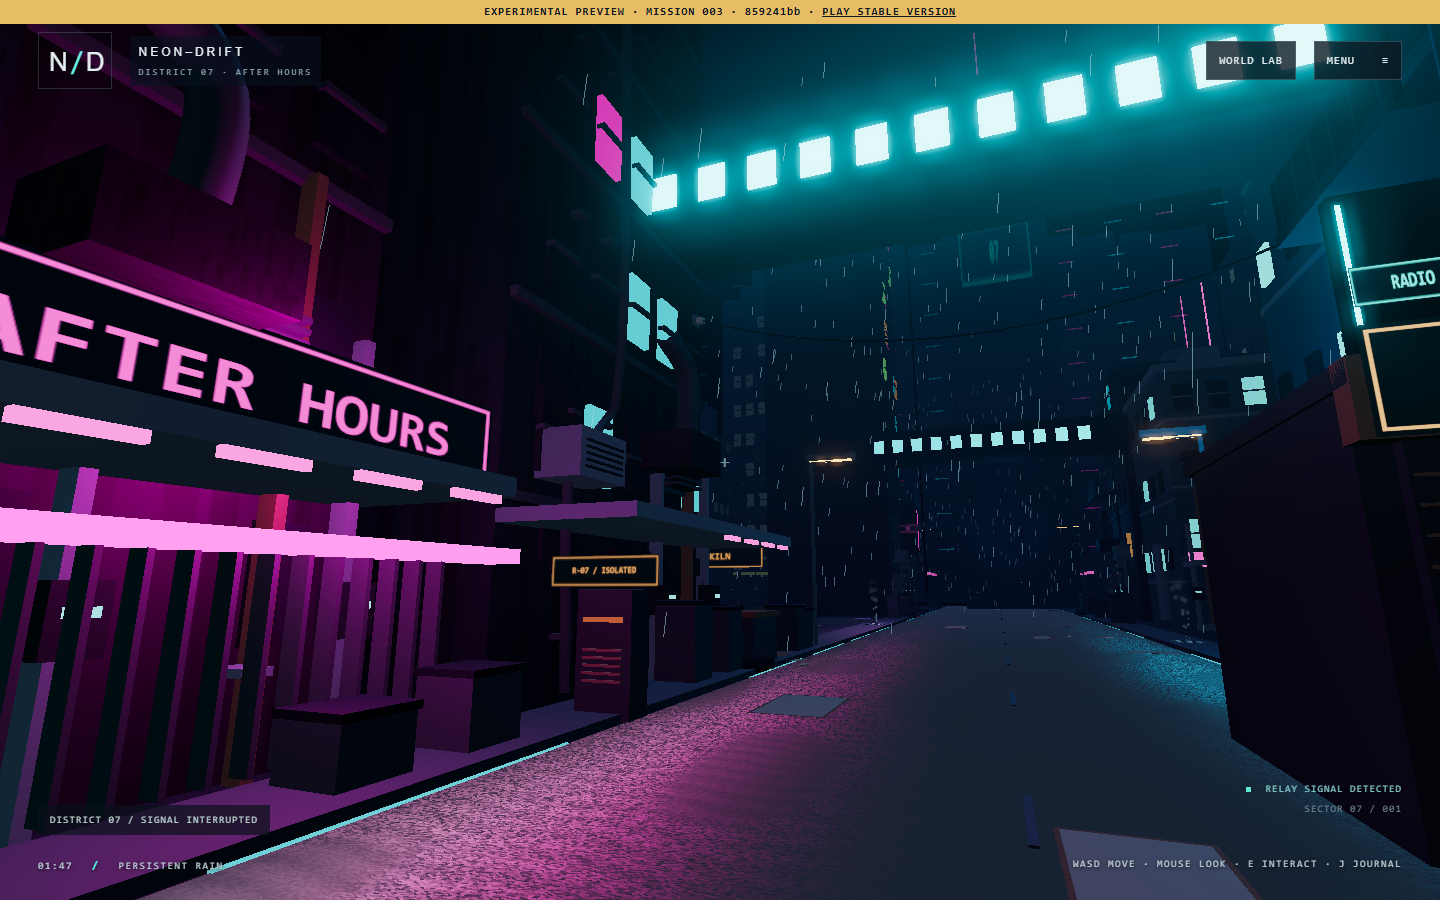 EXPERIMENTAL PREVIEW · MISSION 003 · 859241bb · PLAY STABLE VERSION
N/D
NEON—DRIFT
DISTRICT 07 · AFTER HOURS
WORLD LAB
MENU ≡
RADIO
AFTER HOURS
KILN
R-07 / ISOLATED
RELAY SIGNAL DETECTED
SECTOR 07 / 001
DISTRICT 07 / SIGNAL INTERRUPTED
01:47 / PERSISTENT RAIN
WASD MOVE · MOUSE LOOK · E INTERACT · J JOURNAL